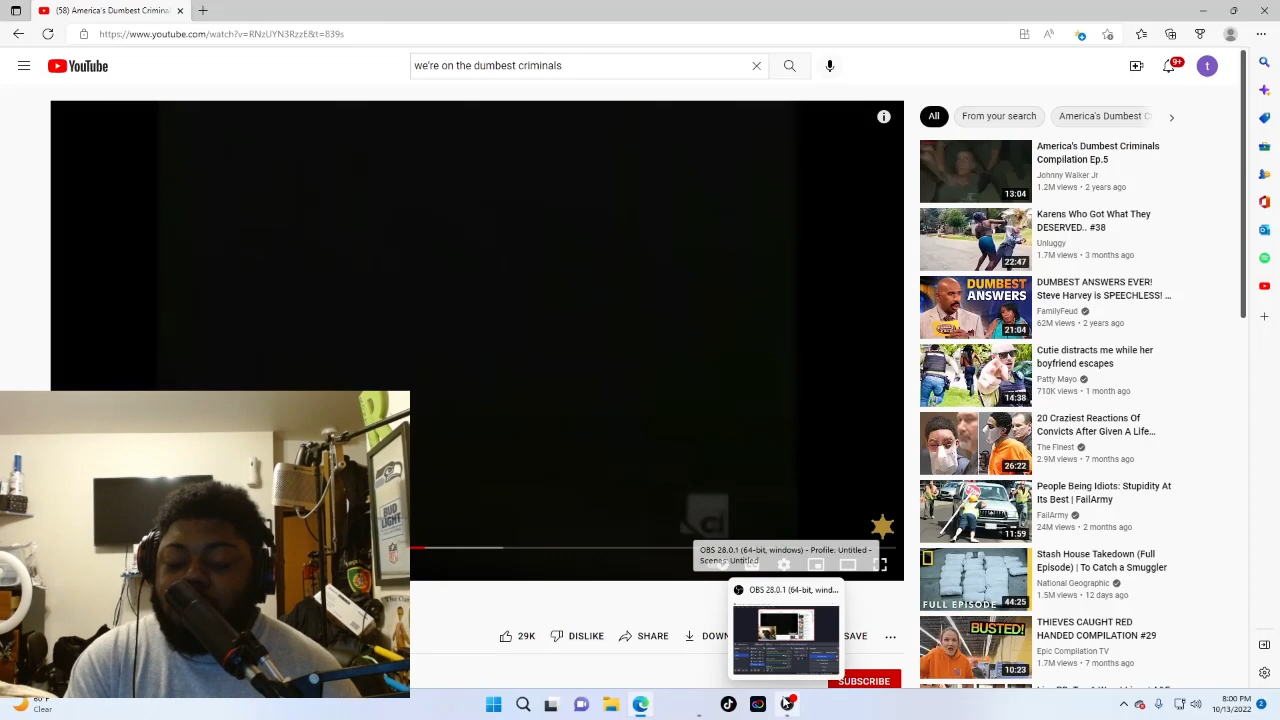 (58) America's Dumbest Criminal
https://www.youtube.com/watch?v=RNzUYN3RzzE&t=839s
YouTube
we're on the dumbest criminals
9+
t
All
From your search
America's Dumbest C
America's Dumbest Criminals
Compilation Ep.5
Johnny Walker Jr
1.2M views • 2 years ago
13:04
Karens Who Got What They
DESERVED.. #38
Unluggy
1.7M views • 3 months ago
22:47
DUMBEST
ANSWERS
DUMBEST ANSWERS EVER!
Steve Harvey is SPEECHLESS! ...
FamilyFeud
62M views • 2 years ago
21:04
Cutie distracts me while her
boyfriend escapes
Patty Mayo
710K views • 1 month ago
14:38
20 Craziest Reactions Of
Convicts After Given A Life...
The Finest
2.9M views • 7 months ago
26:22
People Being Idiots: Stupidity At
Its Best | FailArmy
FailArmy
24M views • 2 months ago
11:59
Stash House Takedown (Full
Episode) | To Catch a Smuggler
National Geographic
1.5M views • 12 days ago
FULL EPISODE
44:25
BUSTED!
THIEVES CAUGHT RED
HANDED COMPILATION #29
Epic Compilation TV
1.7M views • 7 months ago
10:23
BUD
LIGHT
NFL
OBS 28.0.1 (64-bit, windows) - Profile: Untitled -
Scenes: Untitled
OBS 28.0.1 (64-bit, wind...
29K
DISLIKE
SHARE
DOWN
SAVE
SUBSCRIBE
Clear
8:00 PM
10/13/2022
2